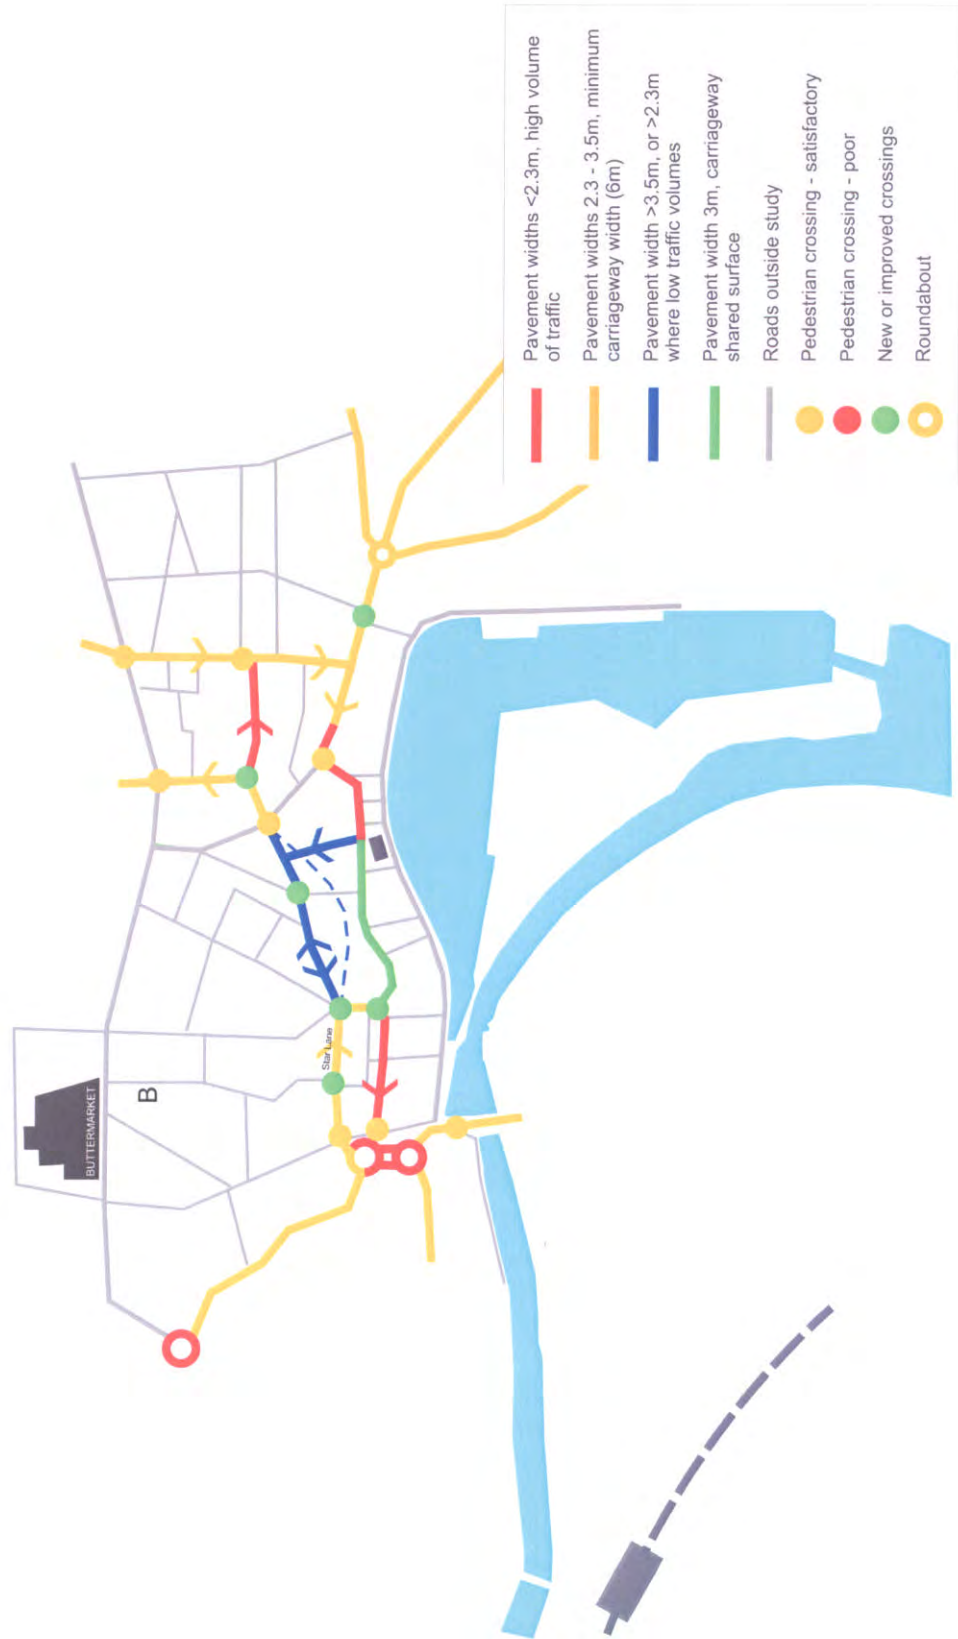 BUTTERMARKET
B
Star Lane
Pavement widths <2.3m, high volume
of traffic
Pavement widths 2.3 - 3.5m, minimum
carriageway width (6m)
Pavement width >3.5m, or >2.3m
where low traffic volumes
Pavement width 3m, carriageway
shared surface
Roads outside study
Pedestrian crossing - satisfactory
Pedestrian crossing - poor
New or improved crossings
Roundabout